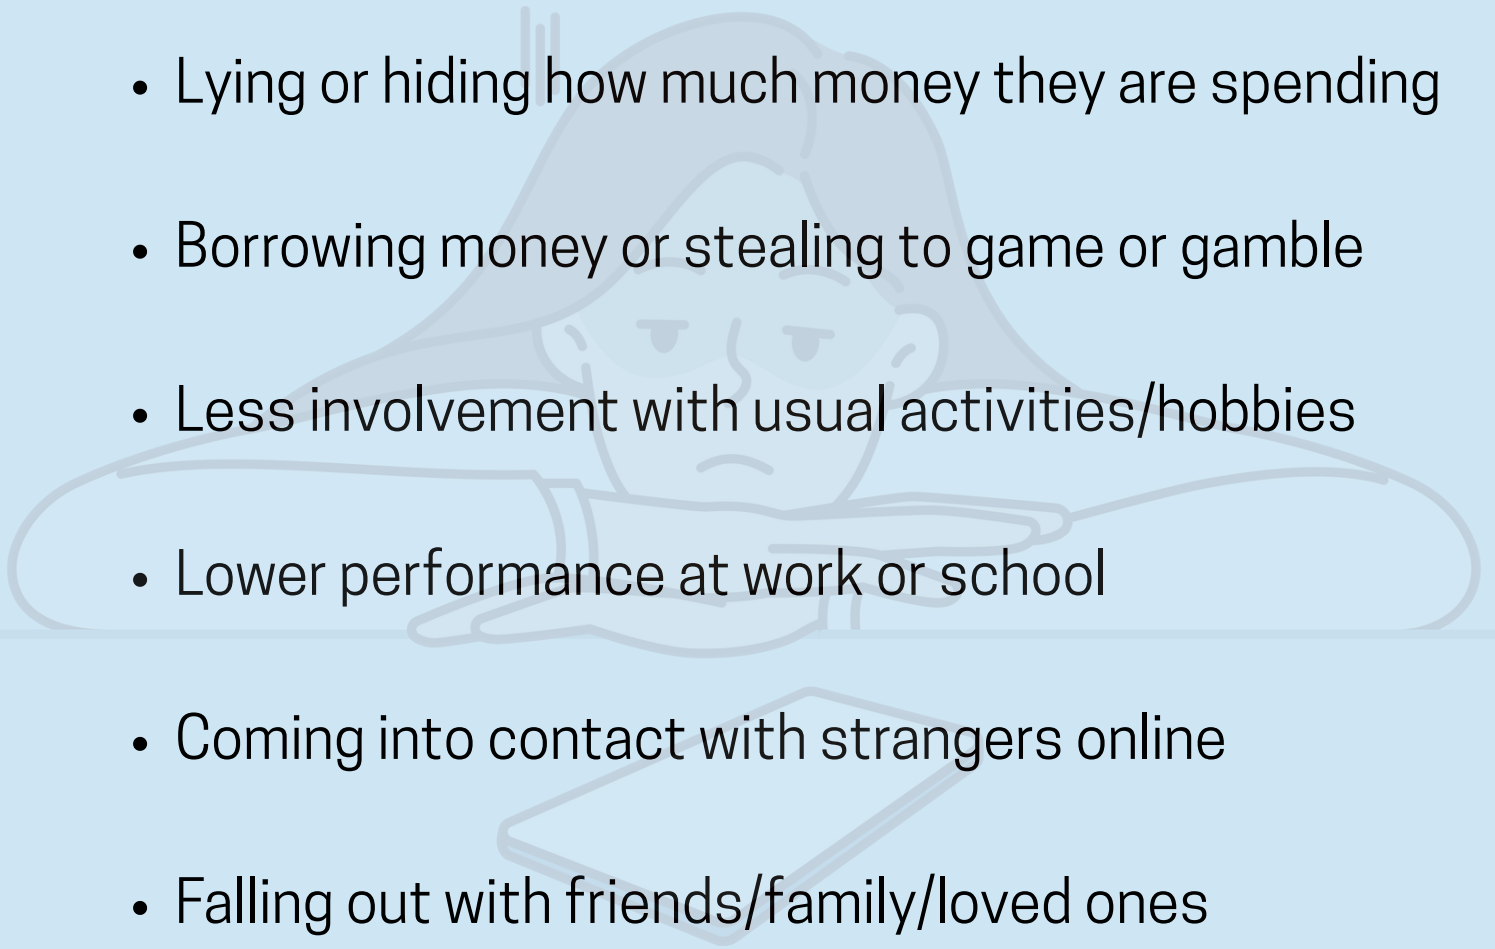 • Lying or hiding how much money they are spending
• Borrowing money or stealing to game or gamble
• Less involvement with usual activities/hobbies
• Lower performance at work or school
• Coming into contact with strangers online
• Falling out with friends/family/loved ones